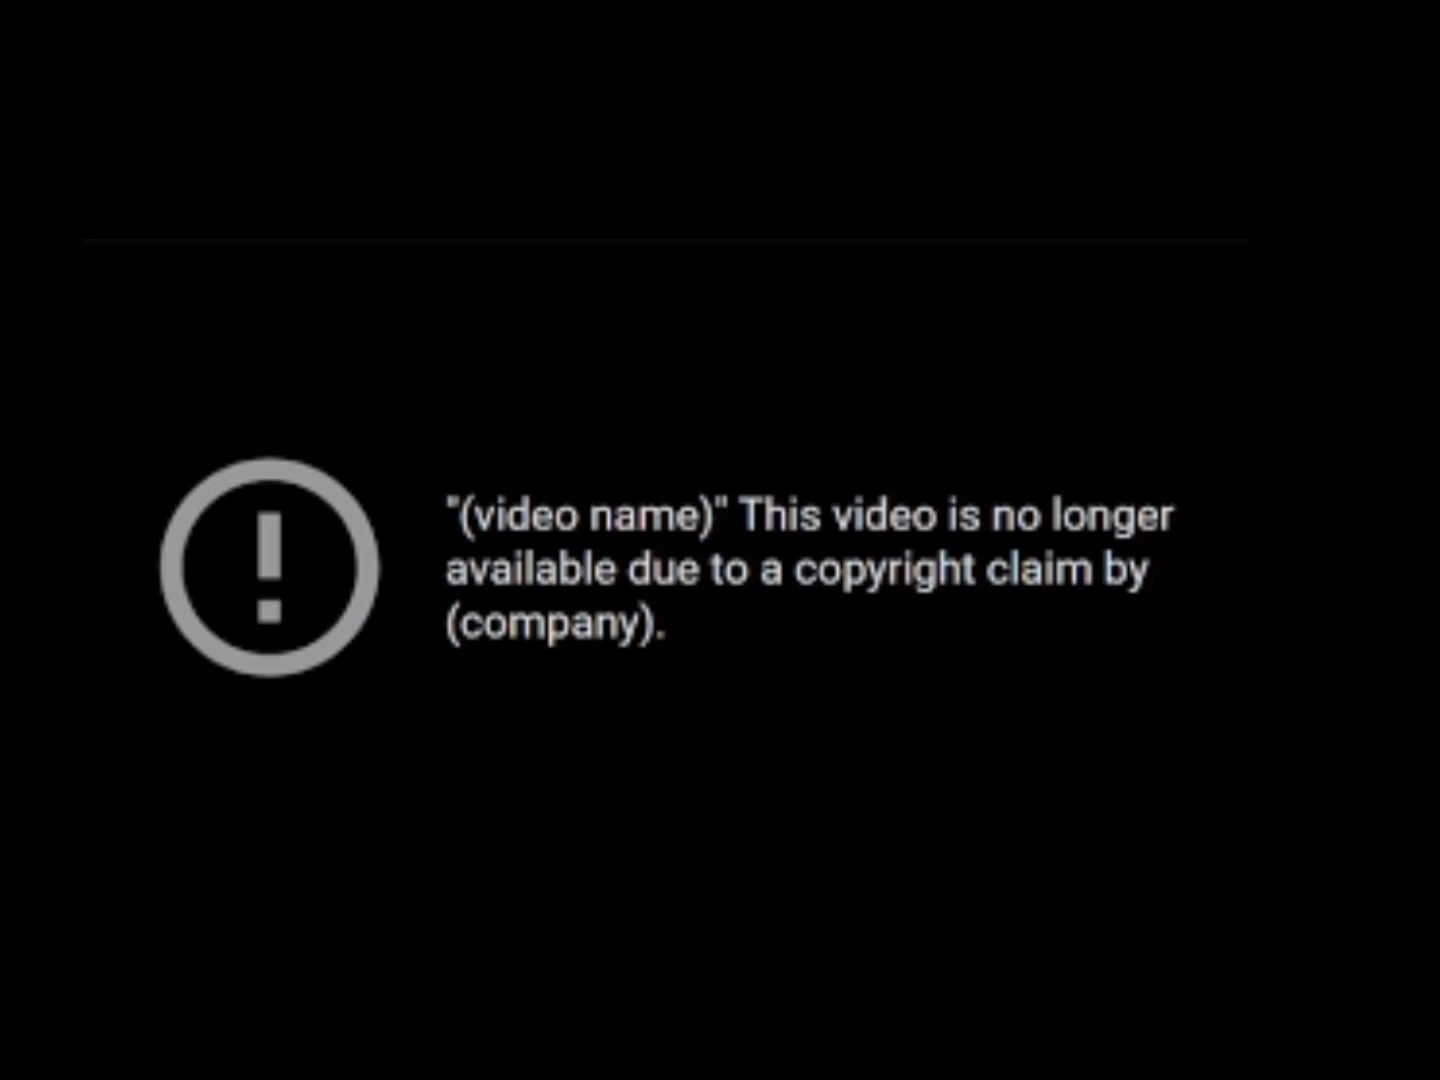 "(video name)" This video is no longer
available due to a copyright claim by
(company).